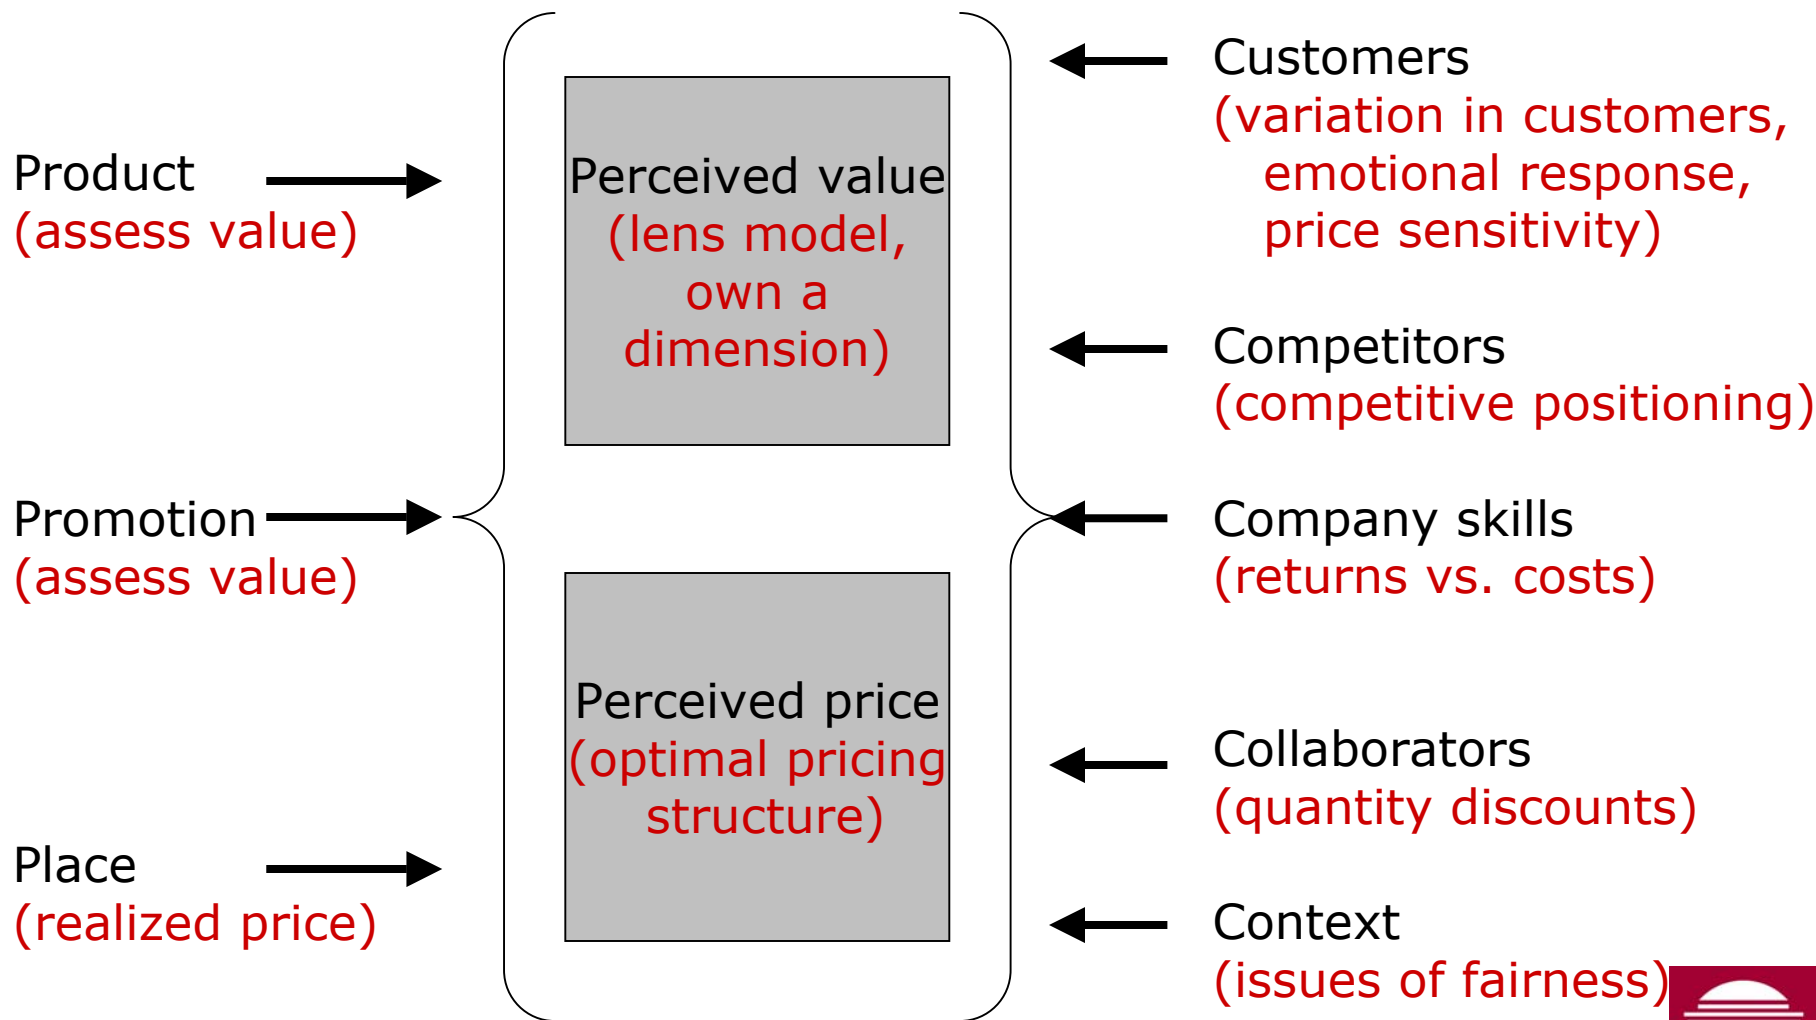 Product
(assess value)
Promotion
(assess value)
Place
(realized price)
Perceived value
(lens model,
own a
dimension)
Perceived price
(optimal pricing
structure)
Customers
(variation in customers,
emotional response,
price sensitivity)
Competitors
(competitive positioning)
Company skills
(returns vs. costs)
Collaborators
(quantity discounts)
Context
(issues of fairness)